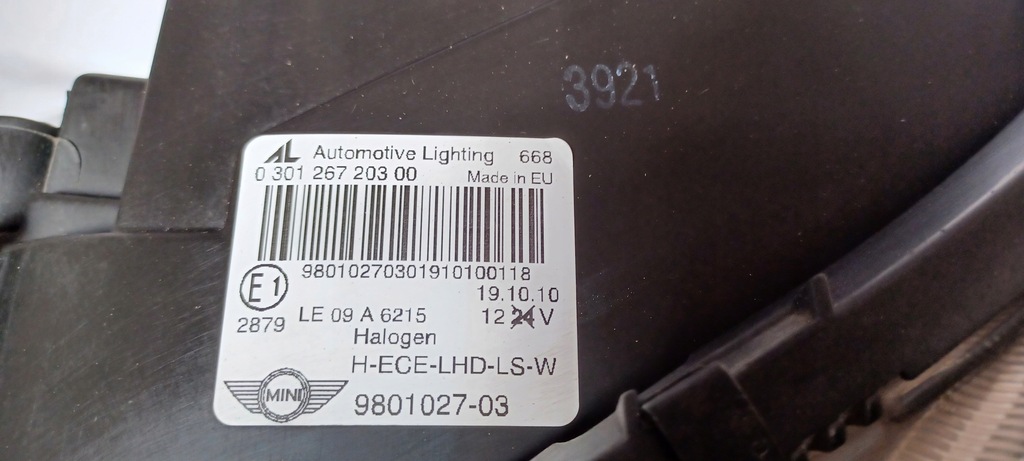 3921
AL Automotive Lighting 668
0 301 267 203 00 Made in EU
98010270301910100118
E1 19.10.10
2879 LE 09 A 6215 12 24 V
Halogen
H-ECE-LHD-LS-W
MINI 9801027-03